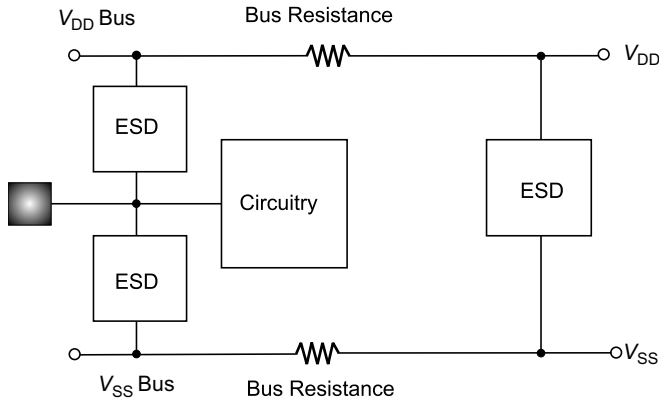 V_DD Bus
Bus Resistance
V_DD
ESD
ESD
Circuitry
ESD
V_SS
V_SS Bus
Bus Resistance